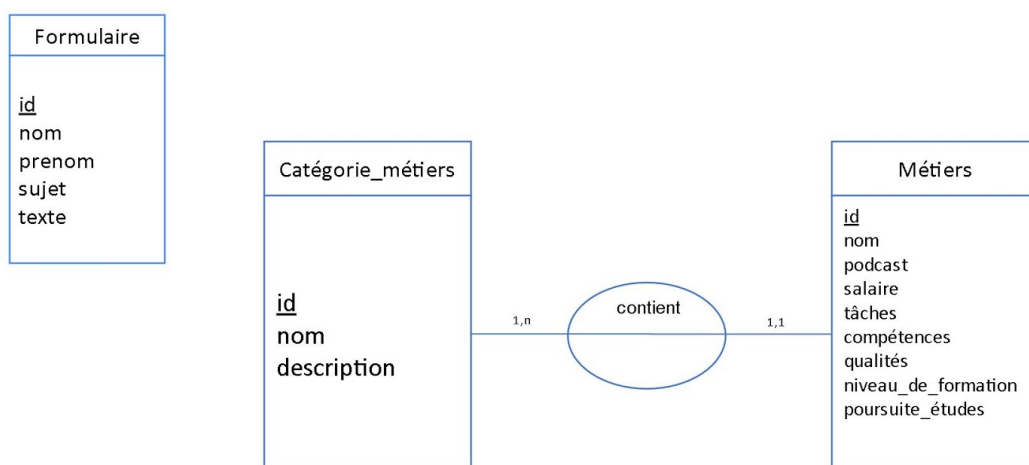 Formulaire
id
nom
prenom
sujet
texte
Catégorie_métiers
id
nom
description
1,n
contient
1,1
Métiers
id
nom
podcast
salaire
tâches
compétences
qualités
niveau_de_formation
poursuite_études